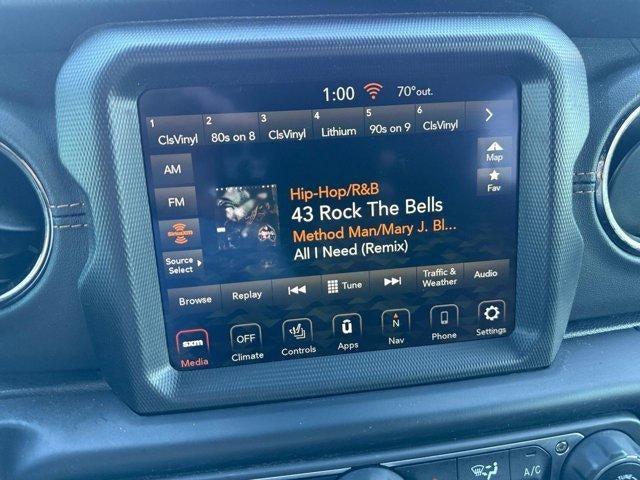 1:00 70°out.
1 ClsVinyl 2 80s on 8 3 ClsVinyl 4 Lithium 5 90s on 9 6 ClsVinyl
AM
FM
SiriusXM
Source
Select
Hip-Hop/R&B
43 Rock The Bells
Method Man/Mary J. Bl...
All I Need (Remix)
Map
Fav
Browse Replay Tune Traffic &
Weather Audio
sxm
Media
OFF
Climate
Controls
Apps
N
Nav
Phone
Settings
A/C